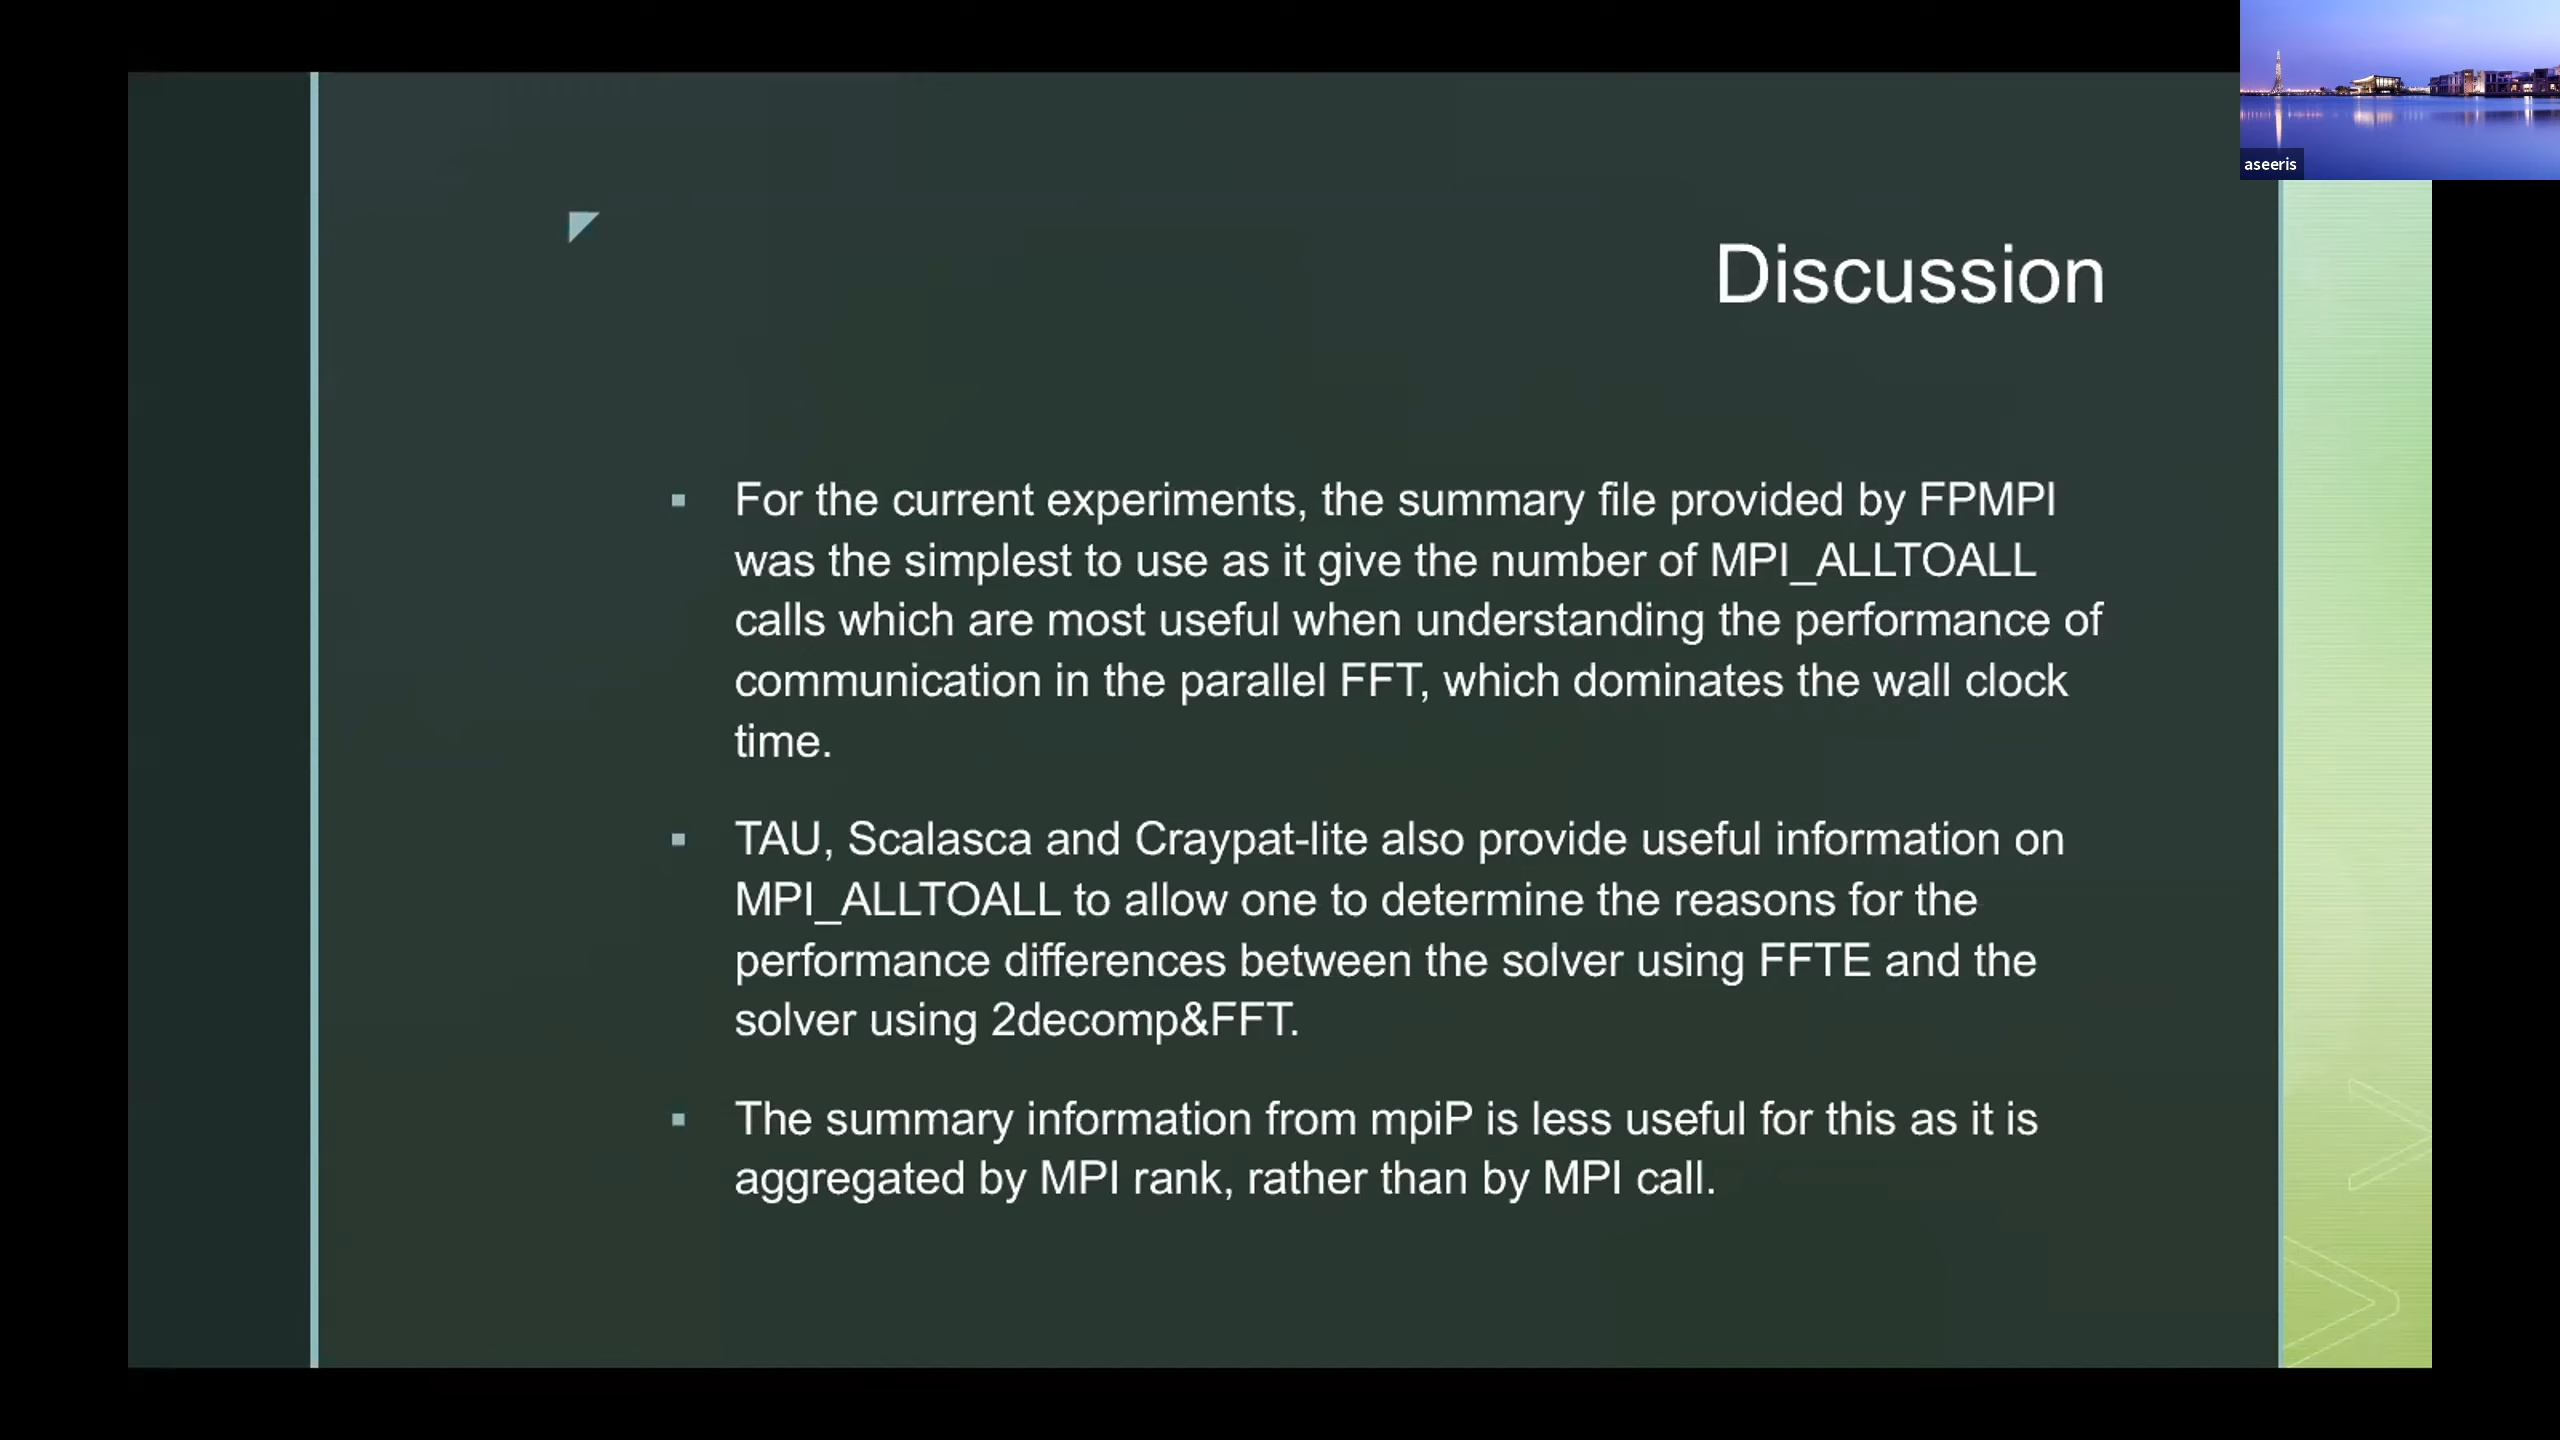 aseeris
Discussion
For the current experiments, the summary file provided by FPMPI
was the simplest to use as it give the number of MPI_ALLTOALL
calls which are most useful when understanding the performance of
communication in the parallel FFT, which dominates the wall clock
time.
TAU, Scalasca and Craypat-lite also provide useful information on
MPI_ALLTOALL to allow one to determine the reasons for the
performance differences between the solver using FFTE and the
solver using 2decomp&FFT.
The summary information from mpiP is less useful for this as it is
aggregated by MPI rank, rather than by MPI call.